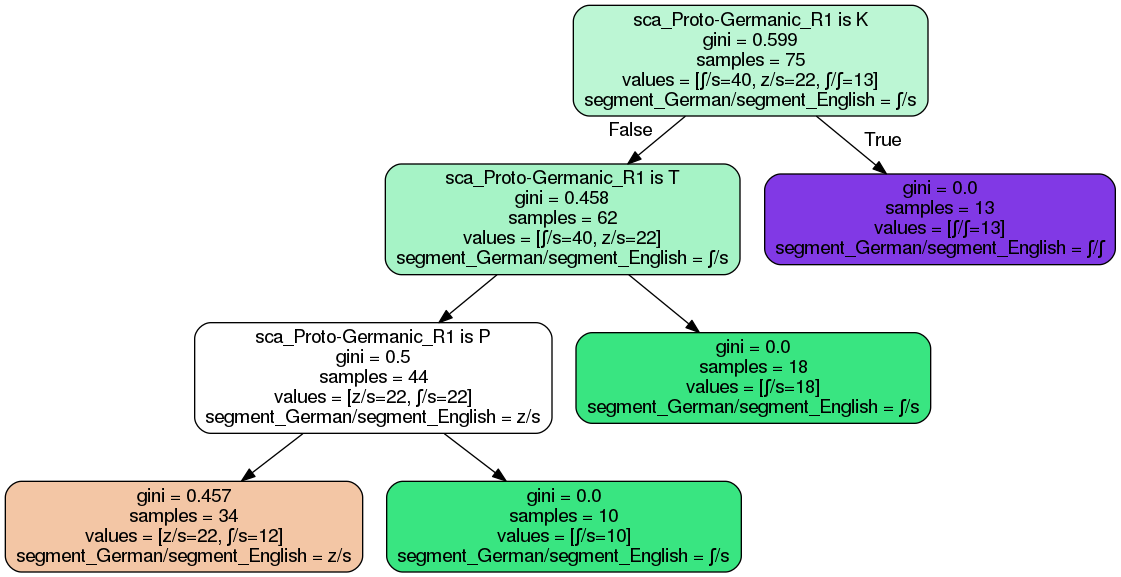 sca_Proto-Germanic_R1 is K
gini = 0.599
samples = 75
values = [ʃ/s=40, z/s=22, ʃ/ʃ=13]
segment_German/segment_English = ʃ/s
False
True
sca_Proto-Germanic_R1 is T
gini = 0.458
samples = 62
values = [ʃ/s=40, z/s=22]
segment_German/segment_English = ʃ/s
gini = 0.0
samples = 13
values = [ʃ/ʃ=13]
segment_German/segment_English = ʃ/ʃ
sca_Proto-Germanic_R1 is P
gini = 0.5
samples = 44
values = [z/s=22, ʃ/s=22]
segment_German/segment_English = z/s
gini = 0.0
samples = 18
values = [ʃ/s=18]
segment_German/segment_English = ʃ/s
gini = 0.457
samples = 34
values = [z/s=22, ʃ/s=12]
segment_German/segment_English = z/s
gini = 0.0
samples = 10
values = [ʃ/s=10]
segment_German/segment_English = ʃ/s